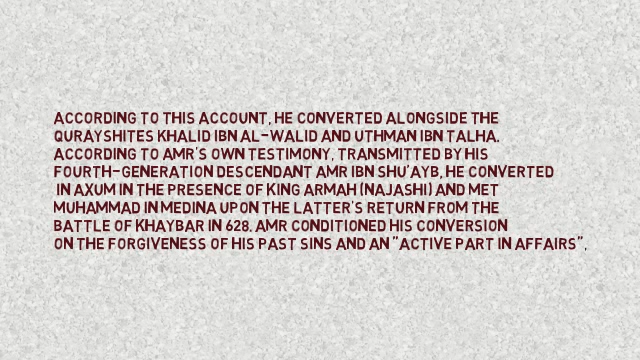 ACCORDING TO THIS ACCOUNT, HE CONVERTED ALONGSIDE THE
QURAYSHITES KHALID IBN AL-WALID AND UTHMAN IBN TALHA.
ACCORDING TO AMR'S OWN TESTIMONY, TRANSMITTED BY HIS
FOURTH-GENERATION DESCENDANT AMR IBN SHU'AYB, HE CONVERTED
IN AXUM IN THE PRESENCE OF KING ARMAH (NAJASHI) AND MET
MUHAMMAD IN MEDINA UPON THE LATTER'S RETURN FROM THE
BATTLE OF KHAYBAR IN 628. AMR CONDITIONED HIS CONVERSION
ON THE FORGIVENESS OF HIS PAST SINS AND AN "ACTIVE PART IN AFFAIRS".